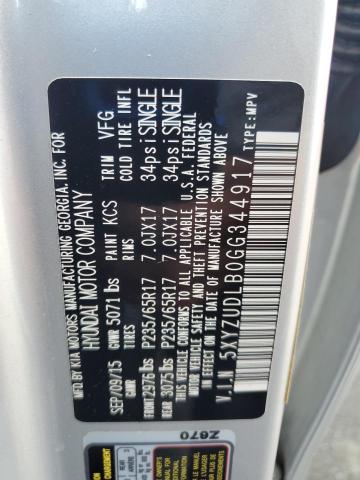 MFD BY KIA MOTORS MANUFACTURING GEORGIA, INC. FOR
HYUNDAI MOTOR COMPANY
SEP/09/15 PAINT KCS TRIM VFG
GVWR 5071 lbs
GAWR TIRES RIMS COLD TIRE INFL
FRONT 2976 lbs P235/65R17 7.0JX17 34psi SINGLE
REAR 3075 lbs P235/65R17 7.0JX17 34psi SINGLE
THIS VEHICLE CONFORMS TO ALL APPLICABLE U.S.A. FEDERAL
MOTOR VEHICLE SAFETY AND THEFT PREVENTION STANDARDS
IN EFFECT ON THE DATE OF MANUFACTURE SHOWN ABOVE
V.I.N 5XYZUDLB0GG344917 TYPE:MPV
Z670